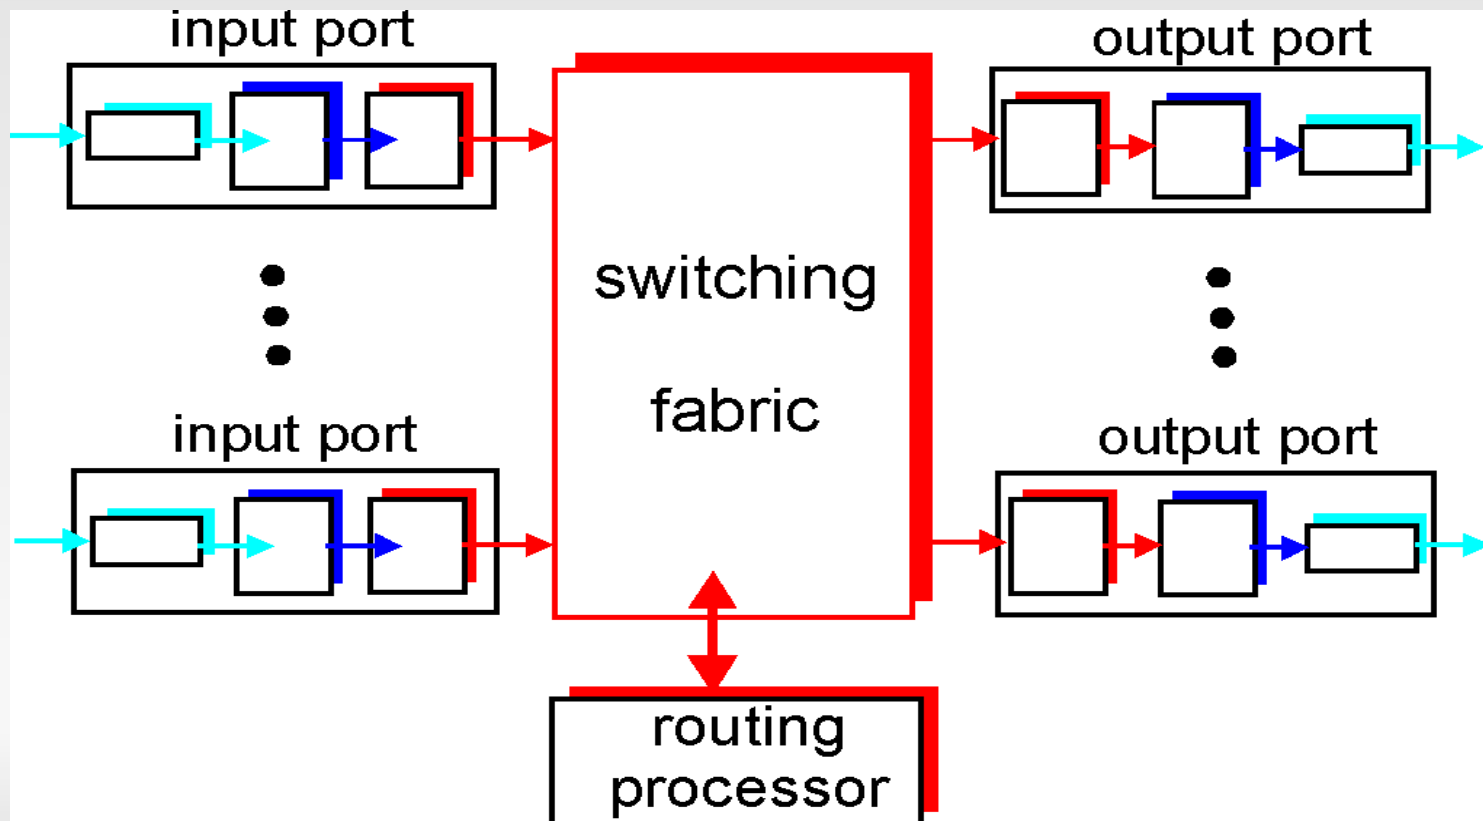 input port
output port
switching
fabric
input port
output port
routing
processor